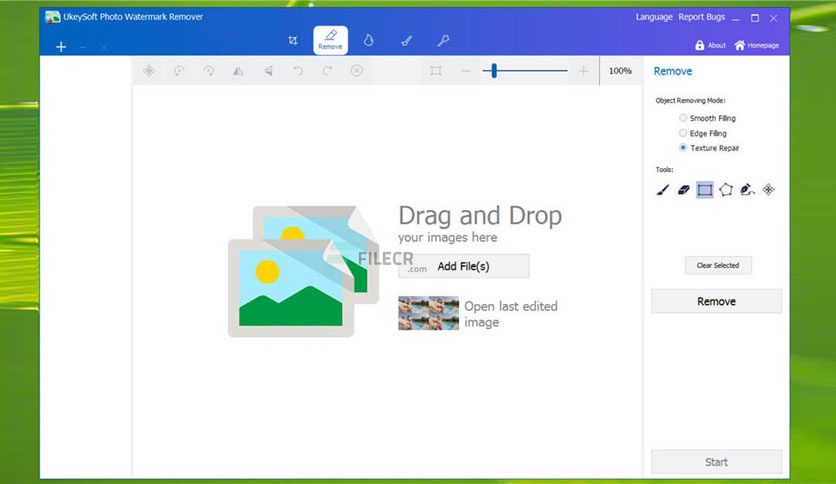 UkeySoft Photo Watermark Remover
Language Report Bugs
Remove
About Homepage
100%
Remove
Object Removing Mode:
Smooth Filing
Edge Filling
Texture Repair
Tools:
Drag and Drop
your images here
FILECR
.com
Add File(s)
Open last edited
image
Clear Selected
Remove
Start